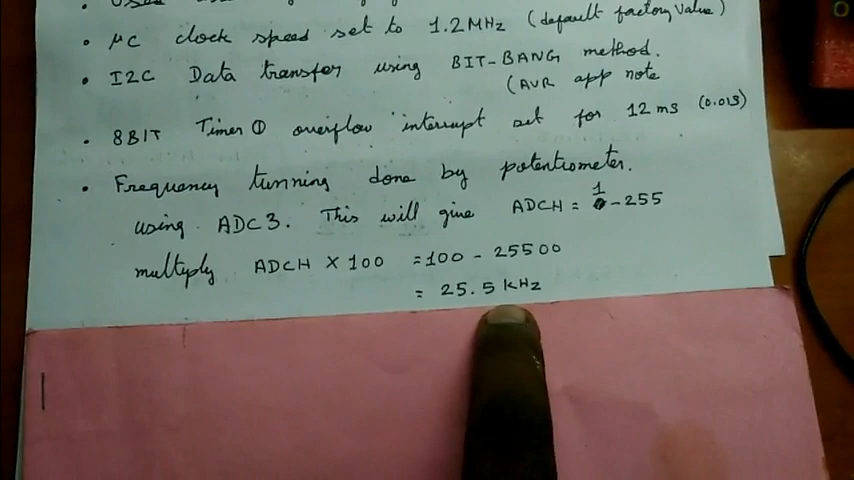 • μC clock speed set to 1.2MHz (default factory value)
• I2C Data transfer using BIT-BANG method.
(AVR app note
• 8BIT Timer ① overflow interrupt set for 12 ms (0.013)
• Frequency tunning done by potentiometer.
using ADC3. This will give ADCH = 1-255
multiply ADCH X 100 = 100 - 25500
= 25.5 KHz